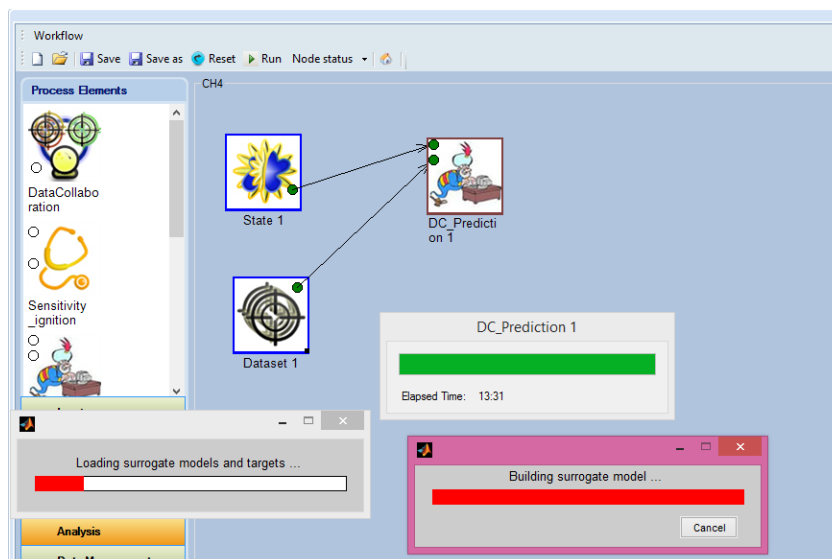 Workflow
Save Save as Reset Run Node status
Process Elements
CH4
DataCollabo
ration
State 1
DC_Predicti
on 1
Sensitivity
_ignition
Dataset 1
DC_Prediction 1
Elapsed Time: 13:31
Loading surrogate models and targets ...
Building surrogate model ...
Cancel
Analysis